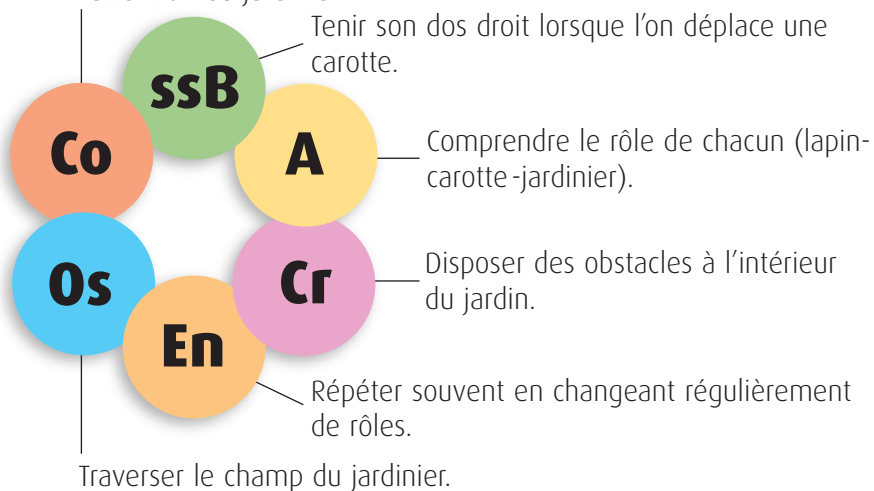 Tenir son dos droit lorsque l'on déplace une
carotte.
ssB
Co
A
Comprendre le rôle de chacun (lapin-
carotte-jardinier).
Os
Cr
Disposer des obstacles à l'intérieur
du jardin.
En
Répéter souvent en changeant régulièrement
de rôles.
Traverser le champ du jardinier.